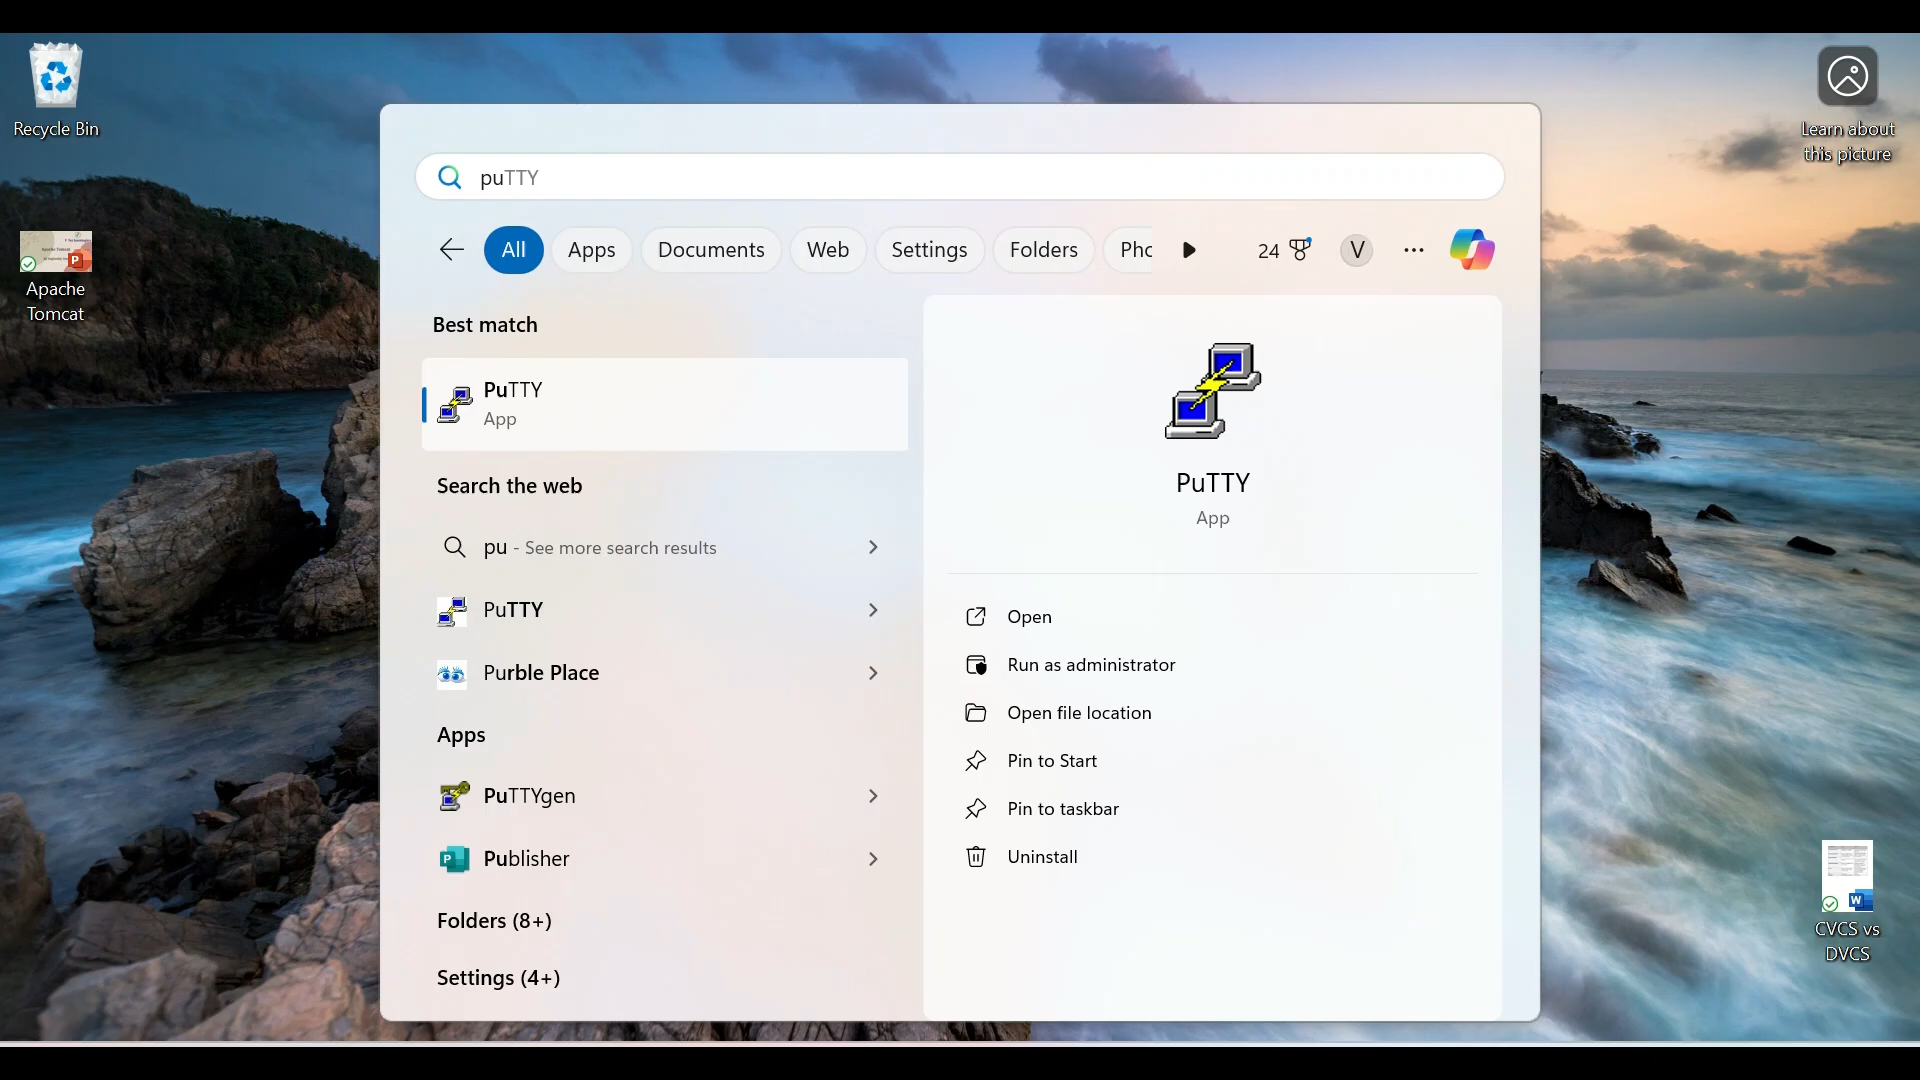 Recycle Bin
Apache
Tomcat
puTTY
All
Apps
Documents
Web
Settings
Folders
Pho
24
V
Best match
PuTTY
App
Search the web
pu - See more search results
PuTTY
Purble Place
Apps
PuTTYgen
Publisher
Folders (8+)
Settings (4+)
PuTTY
App
Open
Run as administrator
Open file location
Pin to Start
Pin to taskbar
Uninstall
Learn about
this picture
CVCS vs
DVCS